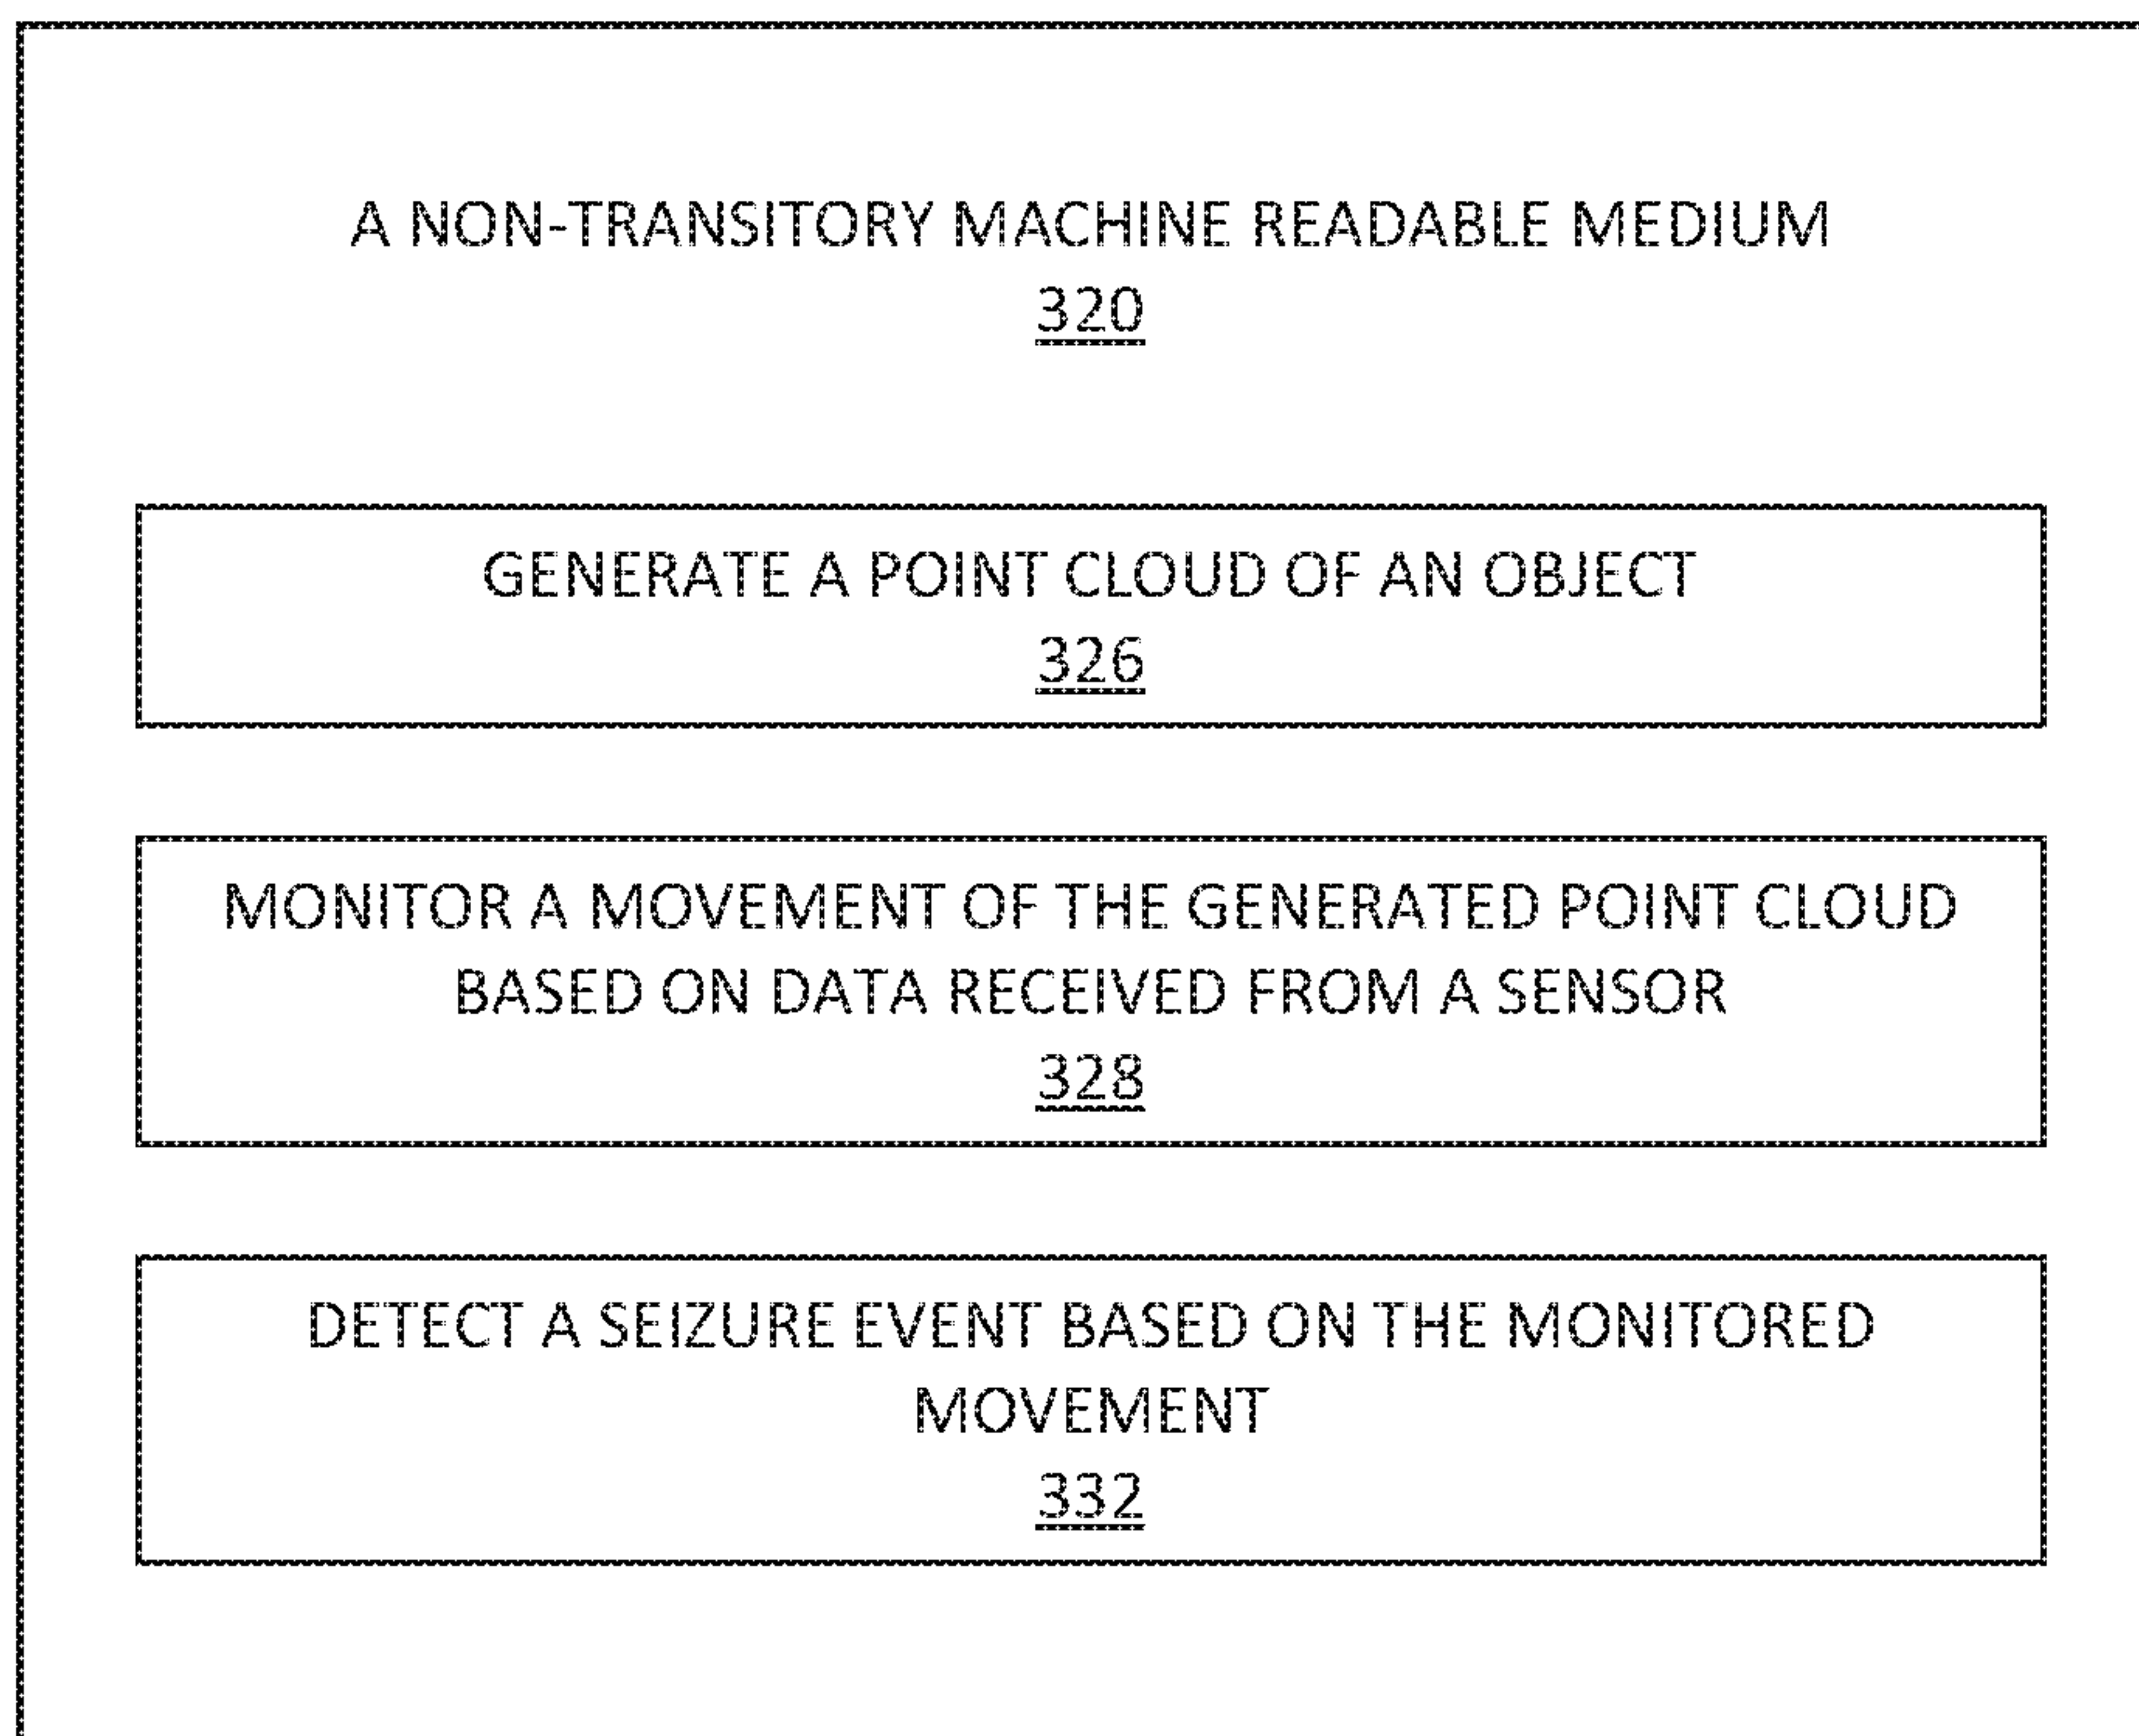 A NON-TRANSITORY MACHINE READABLE MEDIUM
320
GENERATE A POINT CLOUD OF AN OBJECT
326
MONITOR A MOVEMENT OF THE GENERATED POINT CLOUD
BASED ON DATA RECEIVED FROM A SENSOR
328
DETECT A SEIZURE EVENT BASED ON THE MONITORED
MOVEMENT
332